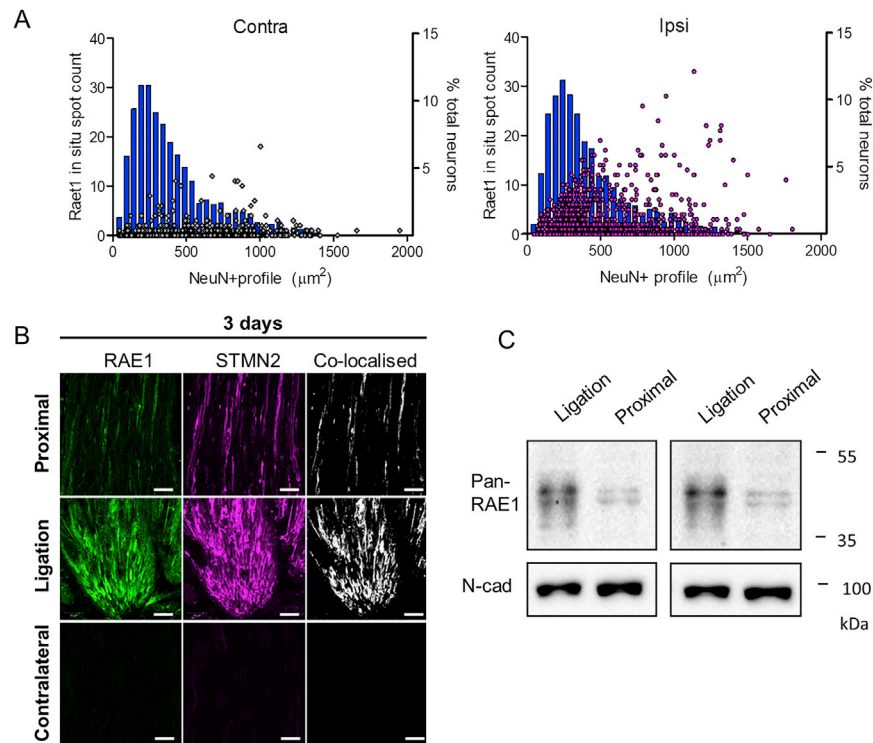 A
Contra
Raet1 in situ spot count
40
30
20
10
0
15
10
5
% total neurons
0 500 1000 1500 2000
NeuN+profile (μm2)
Ipsi
Raet1 in situ spot count
40
30
20
10
0
15
10
5
% total neurons
0 500 1000 1500 2000
NeuN+ profile (μm2)
B
3 days
RAE1 STMN2 Co-localised
Proximal
Ligation
Contralateral
C
Ligation Proximal Ligation Proximal
Pan-
RAE1
55
35
N-cad
100
kDa